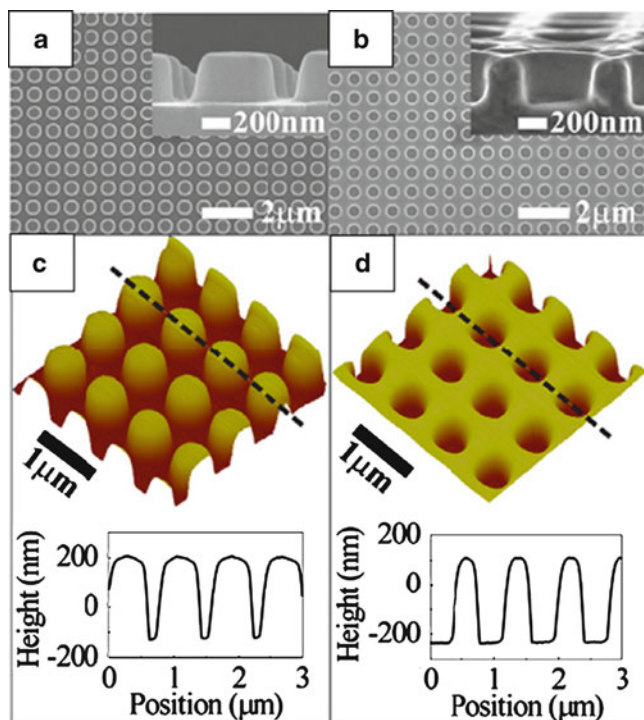 a
200nm
2μm
b
200nm
2μm
c
1μm
d
1μm
Height (nm)
200
0
-200
0 1 2 3
Position (μm)
Height (nm)
200
0
-200
0 1 2 3
Position (μm)